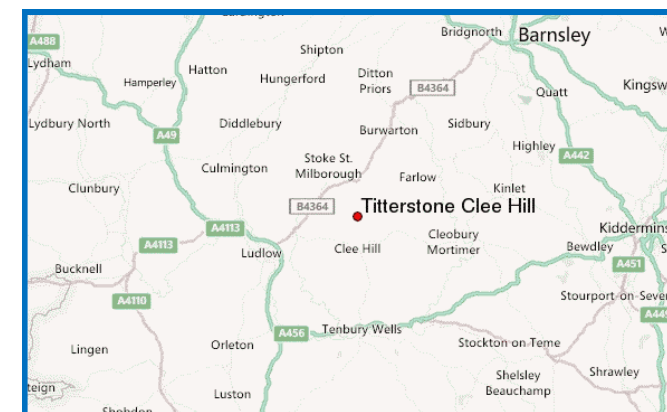 Bridgnorth
Barnsley
A488
Shipton
Lydham
Hatton
Ditton
Priors
Hungerford
Hamperley
B4364
Quatt
Kingsw
Lydbury North
Diddlebury
Burwarton
Sidbury
A49
Highley
A442
Stoke St.
Milborough
Culmington
Farlow
Kinlet
Clunbury
B4364
Titterstone Clee Hill
A4113
A4113
Cleobury
Mortimer
Kiddermins
Ludlow
Clee Hill
Bewdley
A451
Bucknell
A4110
Stourport-on-Seve
A449
A456
Tenbury Wells
Lingen
Orleton
Stockton on Teme
Shelsley
Beauchamp
Shrawley
teign
Luston
Shobdon